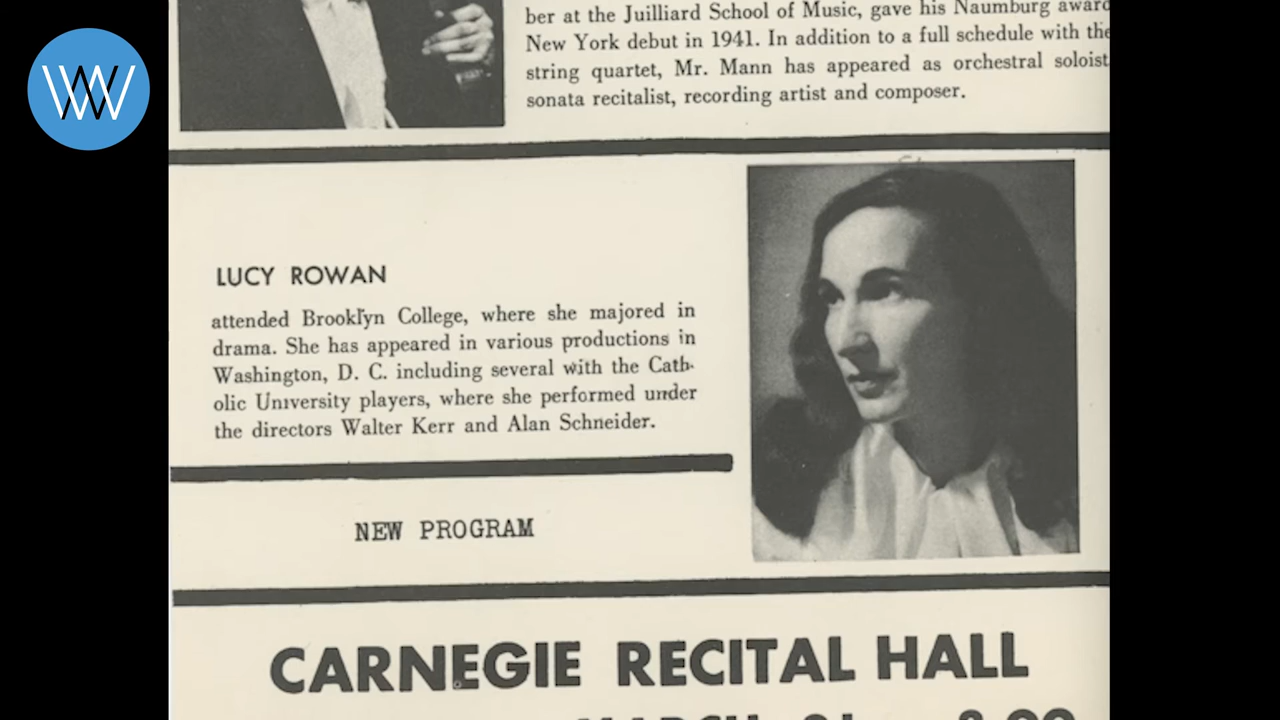 ber at the Juilliard School of Music, gave his Naumburg award
New York debut in 1941. In addition to a full schedule with the
string quartet, Mr. Mann has appeared as orchestral soloist
sonata recitalist, recording artist and composer.
LUCY ROWAN
attended Brooklyn College, where she majored in
drama. She has appeared in various productions in
Washington, D. C. including several with the Cath-
olic University players, where she performed under
the directors Walter Kerr and Alan Schneider.
NEW PROGRAM
CARNEGIE RECITAL HALL
MARCH